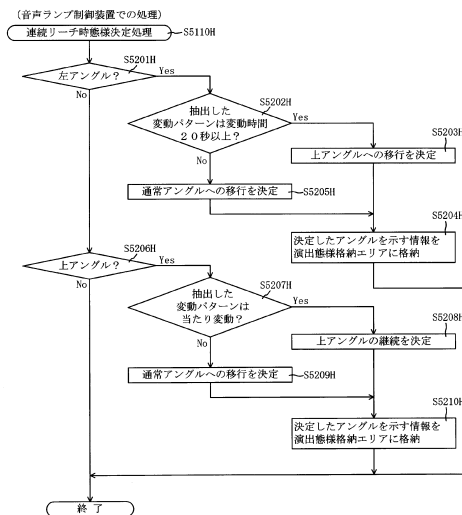 (音声ランプ制御装置での処理)
連続リーチ時態様決定処理
S5110H
S5201H
左アングル?
Yes
No
S5202H
抽出した
変動パターンは変動時間
20秒以上?
Yes
No
S5203H
上アングルへの移行を決定
通常アングルへの移行を決定
S5205H
S5204H
決定したアングルを示す情報を
演出態様格納エリアに格納
S5206H
上アングル?
Yes
No
S5207H
抽出した
変動パターンは
当たり変動?
Yes
No
S5208H
上アングルの継続を決定
通常アングルへの移行を決定
S5209H
S5210H
決定したアングルを示す情報を
演出態様格納エリアに格納
終了